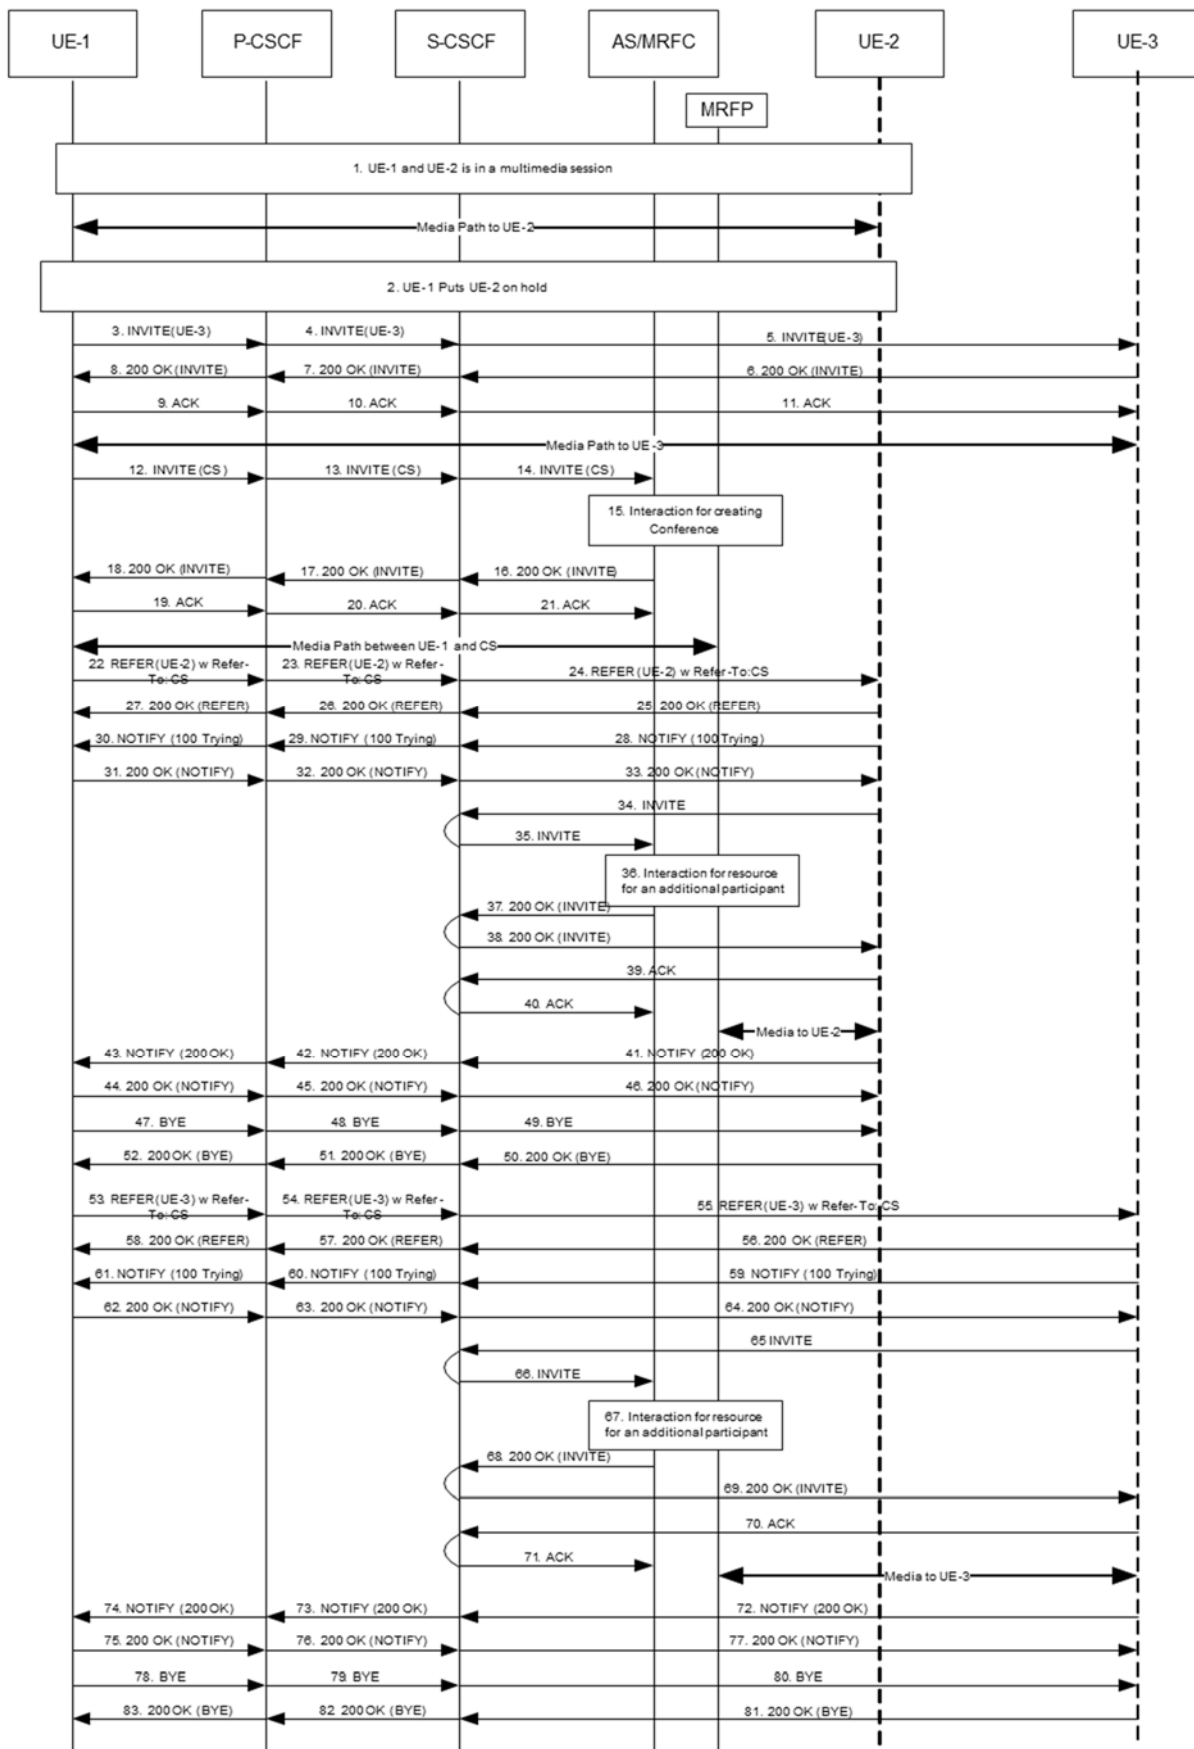 UE-1 P-CSCF S-CSCF AS/MRFC UE-2 UE-3
MRFP
1. UE-1 and UE-2 is in a multimedia session
Media Path to UE-2
2. UE-1 Puts UE-2 on hold
3. INVITE(UE-3) 4. INVITE(UE-3) 5. INVITE(UE-3)
8. 200 OK (INVITE) 7. 200 OK (INVITE) 6. 200 OK (INVITE)
9. ACK 10. ACK 11. ACK
Media Path to UE-3
12. INVITE (CS) 13. INVITE (CS) 14. INVITE (CS)
15. Interaction for creating
Conference
18. 200 OK (INVITE) 17. 200 OK (INVITE) 16. 200 OK (INVITE)
19. ACK 20. ACK 21. ACK
Media Path between UE-1 and CS
22. REFER(UE-2) w Refer- 23. REFER(UE-2) w Refer- 24. REFER (UE-2) w Refer-To:CS
To: CS To: CS
27. 200 OK (REFER) 26. 200 OK (REFER) 25. 200 OK (REFER)
30. NOTIFY (100 Trying) 29. NOTIFY (100 Trying) 28. NOTIFY (100 Trying)
31. 200 OK (NOTIFY) 32. 200 OK (NOTIFY) 33. 200 OK (NOTIFY)
34. INVITE
35. INVITE
36. Interaction for resource
for an additional participant
37. 200 OK (INVITE)
38. 200 OK (INVITE)
39. ACK
40. ACK
Media to UE-2
43. NOTIFY (200 OK) 42. NOTIFY (200 OK) 41. NOTIFY (200 OK)
44. 200 OK (NOTIFY) 45. 200 OK (NOTIFY) 46. 200 OK (NOTIFY)
47. BYE 48. BYE 49. BYE
52. 200 OK (BYE) 51. 200 OK (BYE) 50. 200 OK (BYE)
53. REFER(UE-3) w Refer- 54. REFER(UE-3) w Refer- 55. REFER(UE-3) w Refer-To: CS
To: CS To: CS
58. 200 OK (REFER) 57. 200 OK (REFER) 56. 200 OK (REFER)
61. NOTIFY (100 Trying) 60. NOTIFY (100 Trying) 59. NOTIFY (100 Trying)
62. 200 OK (NOTIFY) 63. 200 OK (NOTIFY) 64. 200 OK (NOTIFY)
65 INVITE
66. INVITE
67. Interaction for resource
for an additional participant
68. 200 OK (INVITE)
69. 200 OK (INVITE)
70. ACK
71. ACK
Media to UE-3
74. NOTIFY (200 OK) 73. NOTIFY (200 OK) 72. NOTIFY (200 OK)
75. 200 OK (NOTIFY) 76. 200 OK (NOTIFY) 77. 200 OK (NOTIFY)
78. BYE 79. BYE 80. BYE
83. 200 OK (BYE) 82. 200 OK (BYE) 81. 200 OK (BYE)